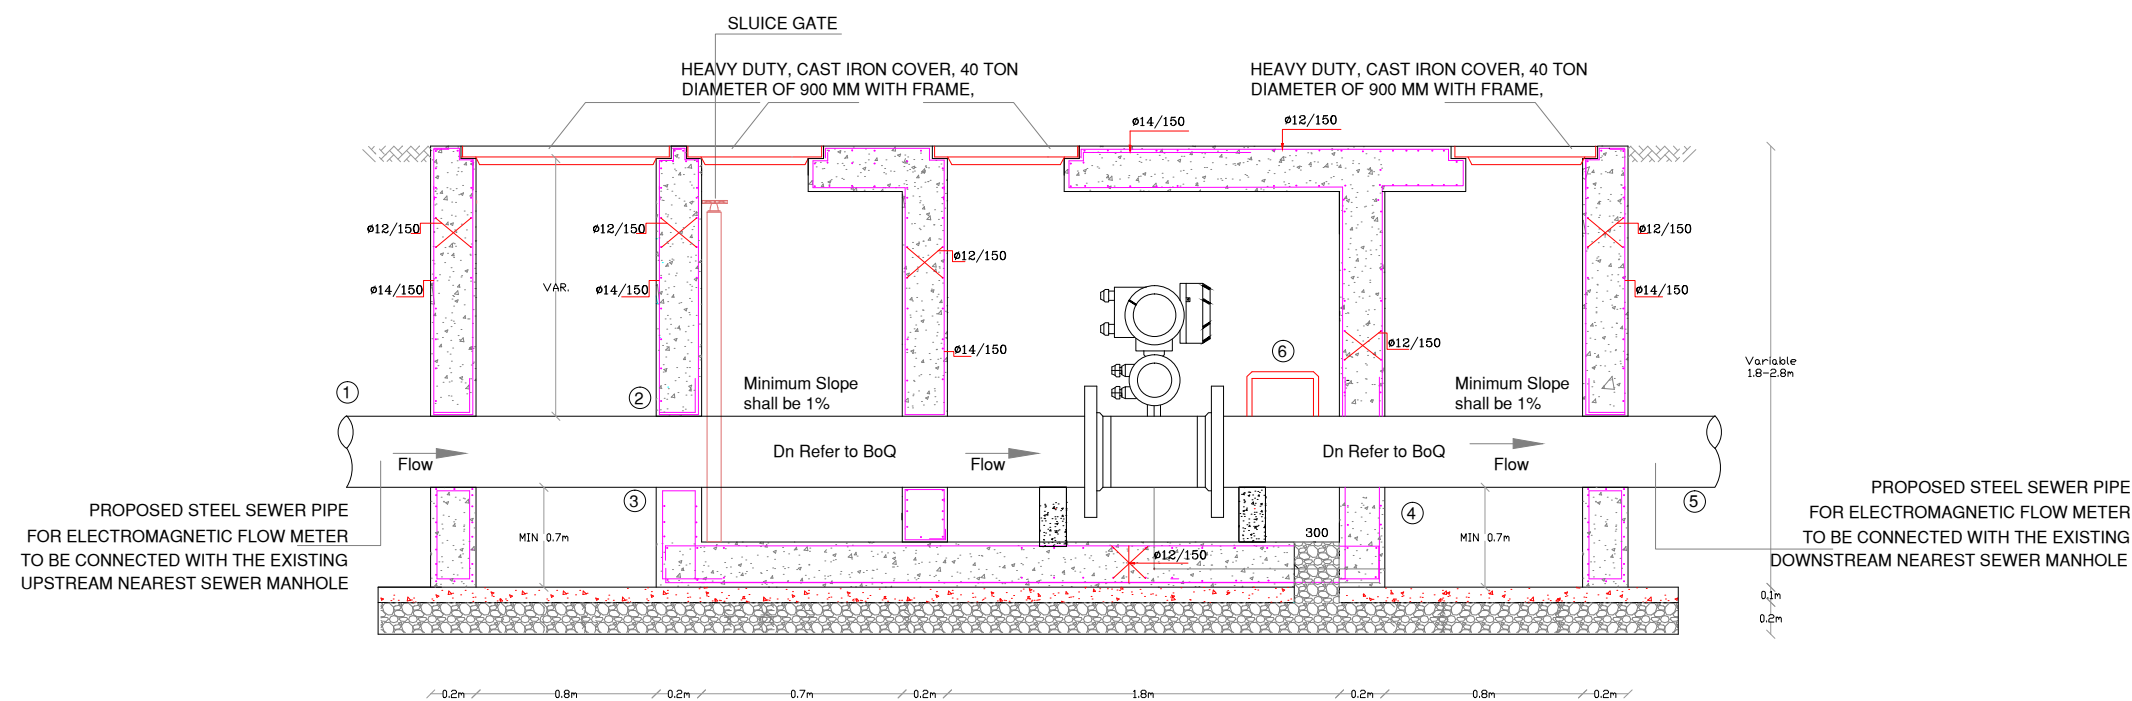 SLUICE GATE
HEAVY DUTY, CAST IRON COVER, 40 TON
DIAMETER OF 900 MM WITH FRAME,
HEAVY DUTY, CAST IRON COVER, 40 TON
DIAMETER OF 900 MM WITH FRAME,
ø14/150
ø12/150
ø12/150
ø12/150
ø12/150
ø12/150
ø14/150
VAR.
ø14/150
ø14/150
ø14/150
ø12/150
6
Variable
1.8-2.8m
1
2
Minimum Slope
shall be 1%
Minimum Slope
shall be 1%
Flow
Dn Refer to BoQ
Flow
Dn Refer to BoQ
Flow
3
4
5
PROPOSED STEEL SEWER PIPE
FOR ELECTROMAGNETIC FLOW METER
TO BE CONNECTED WITH THE EXISTING
UPSTREAM NEAREST SEWER MANHOLE
MIN 0.7m
300
ø12/150
MIN 0.7m
PROPOSED STEEL SEWER PIPE
FOR ELECTROMAGNETIC FLOW METER
TO BE CONNECTED WITH THE EXISTING
DOWNSTREAM NEAREST SEWER MANHOLE
0.1m
0.2m
0.2m
0.8m
0.2m
0.7m
0.2m
1.8m
0.2m
0.8m
0.2m